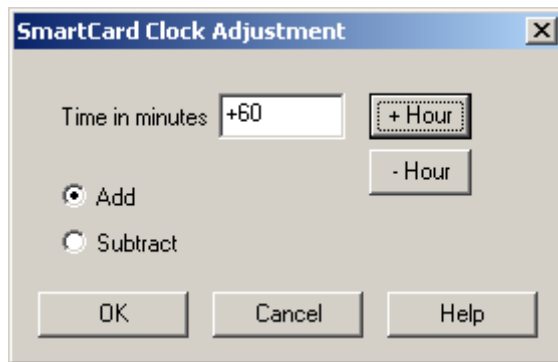 SmartCard Clock Adjustment
Time in minutes +60 + Hour
- Hour
Add
Subtract
OK Cancel Help